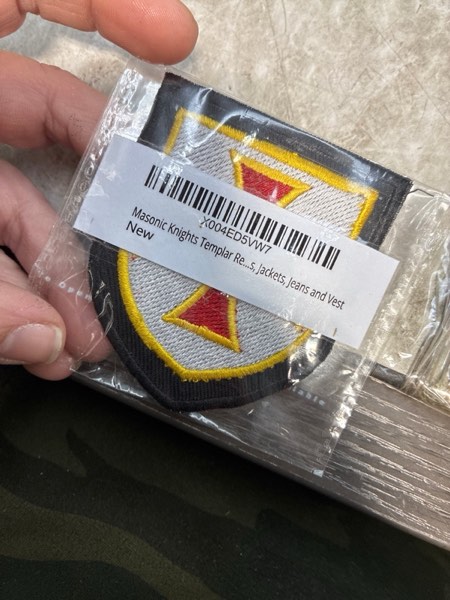 X004ED5VW7
Masonic Knights Templar Re...s, Jackets, Jeans and Vest
New